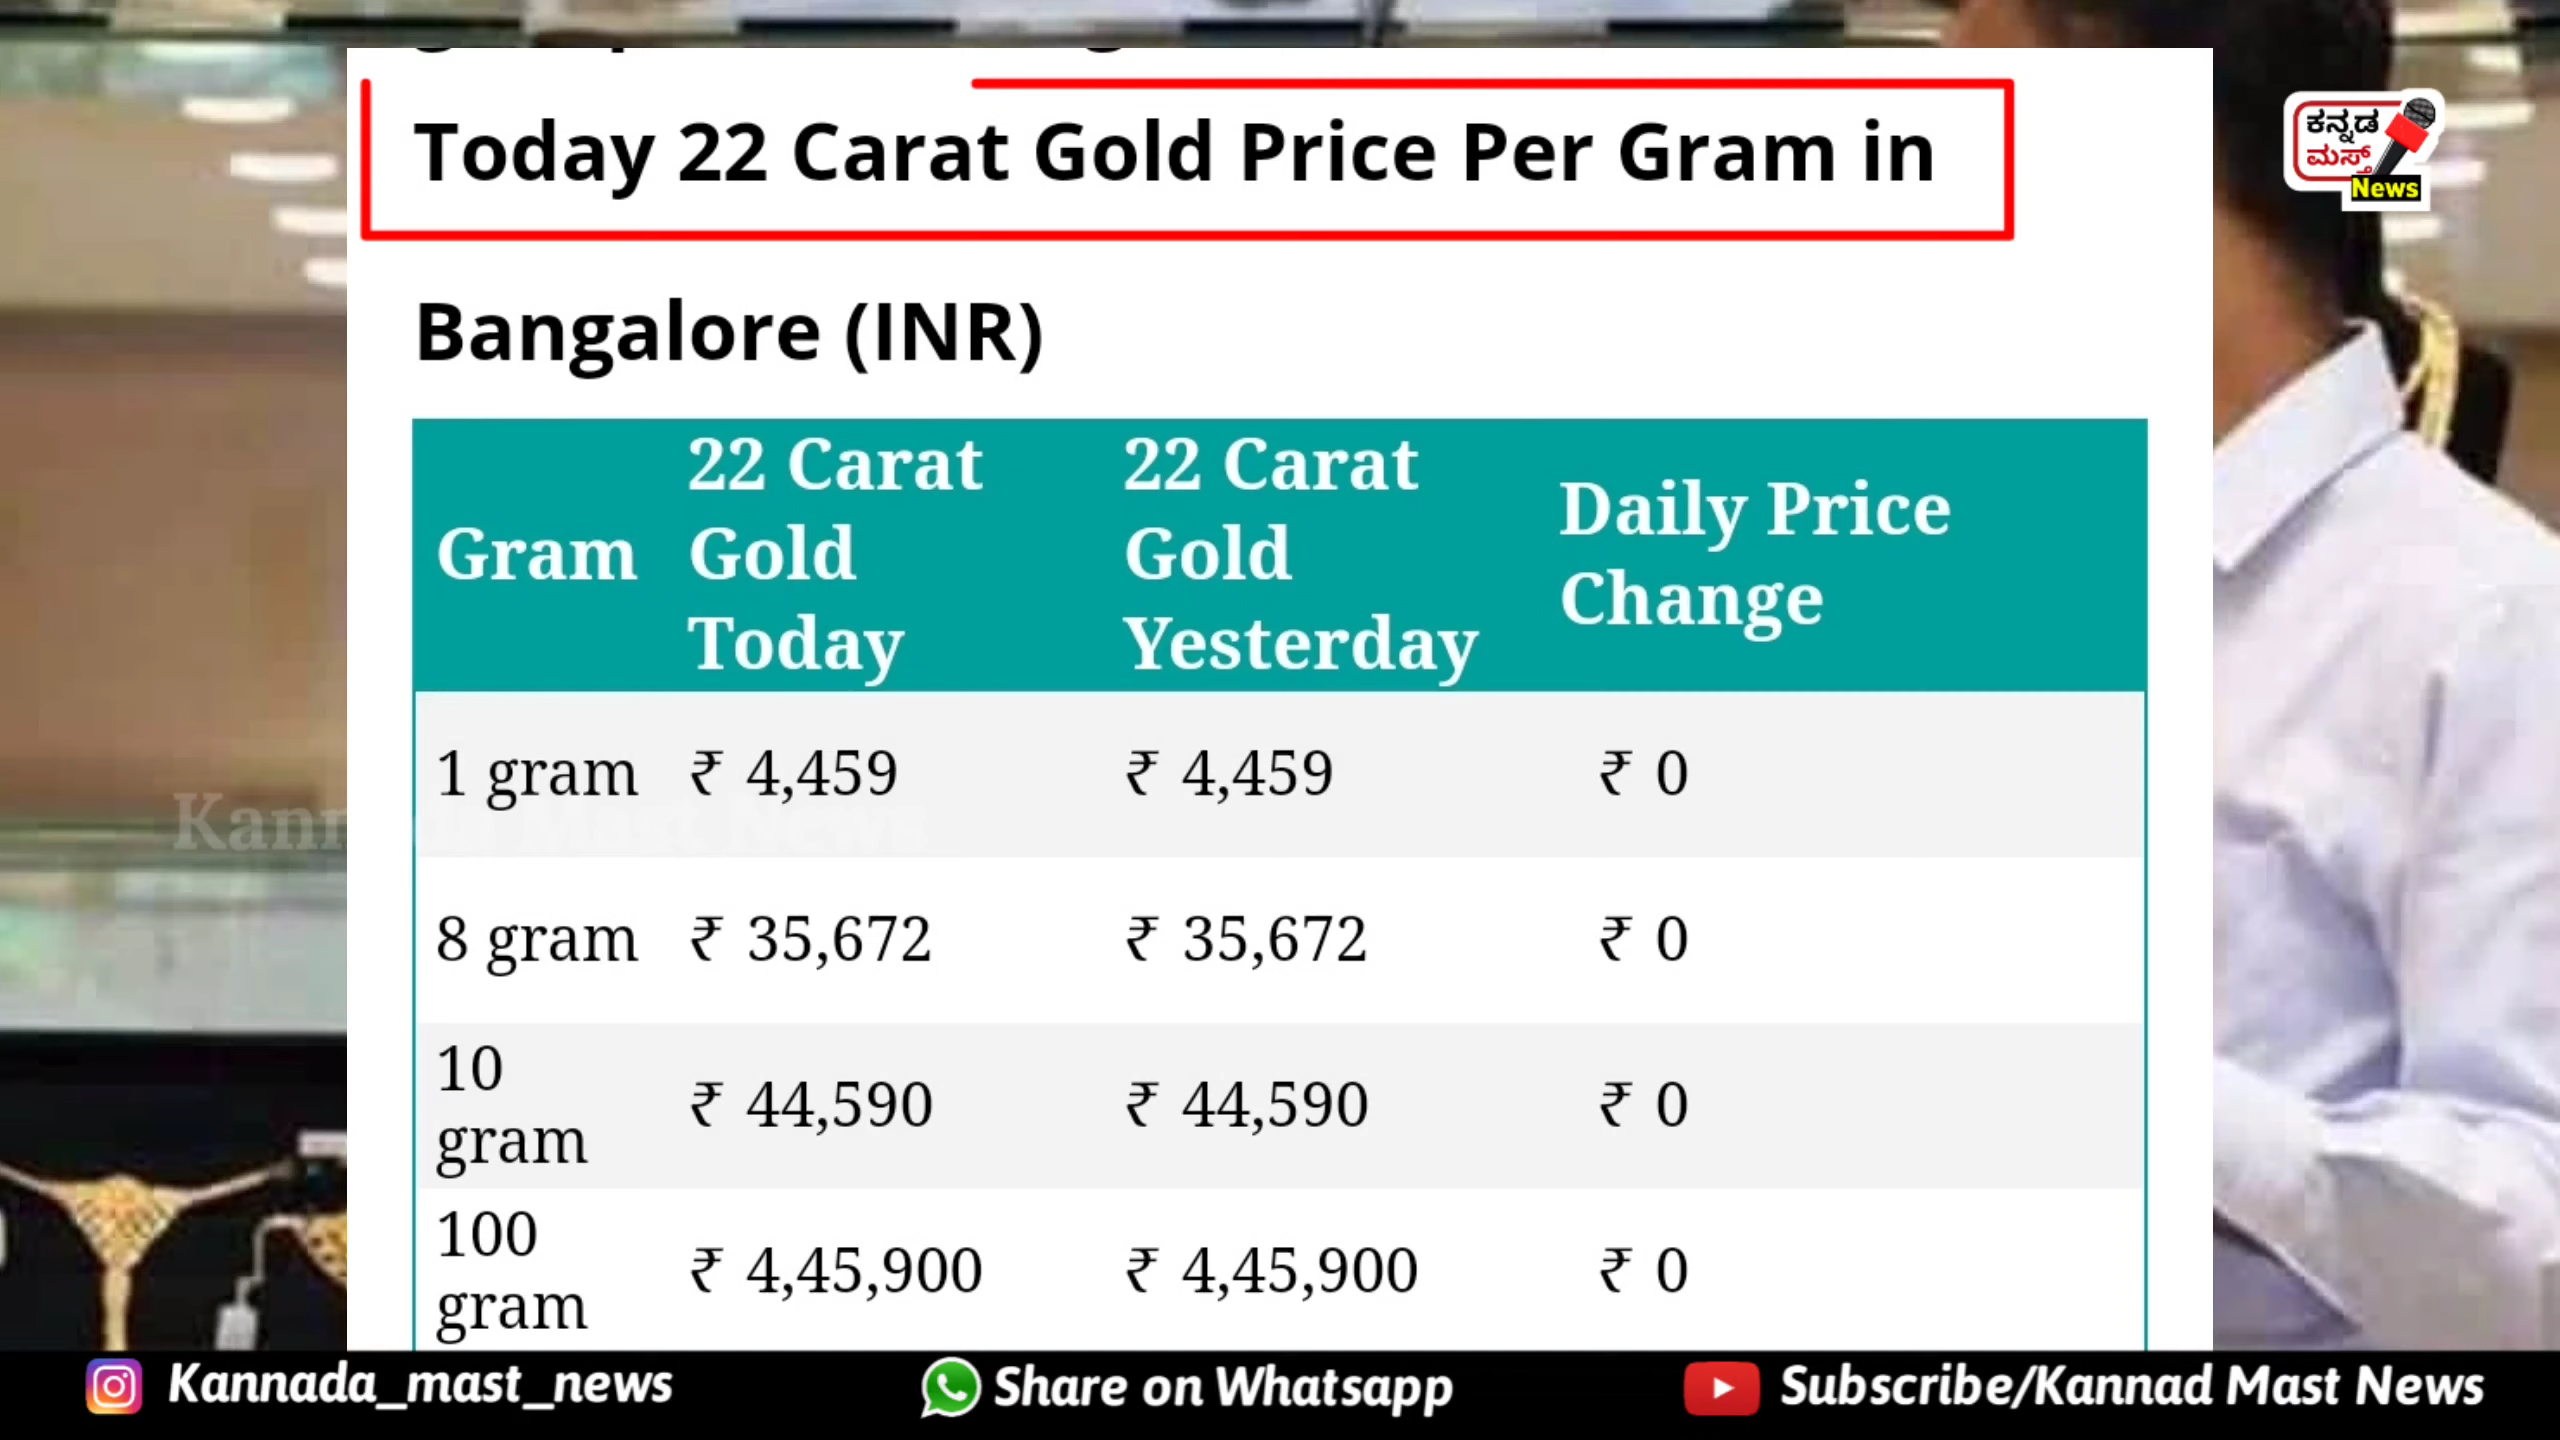 Today 22 Carat Gold Price Per Gram in
Bangalore (INR)
ಕನ್ನಡ
ಮಸ್ತ್
News
Gram
22 Carat
Gold
Today
22 Carat
Gold
Yesterday
Daily Price
Change
1 gram ₹ 4,459 ₹ 4,459 ₹ 0
8 gram ₹ 35,672 ₹ 35,672 ₹ 0
10
gram
₹ 44,590 ₹ 44,590 ₹ 0
100
gram
₹ 4,45,900 ₹ 4,45,900 ₹ 0
Kannada_mast_news
Share on Whatsapp
Subscribe/Kannad Mast News